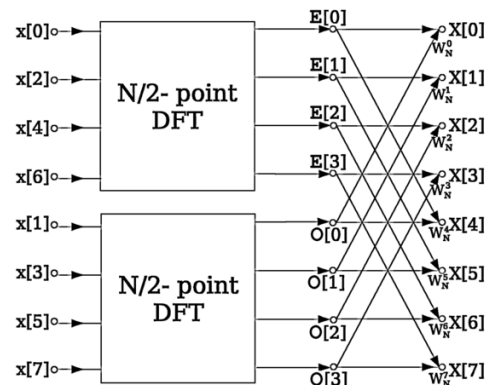 x[0]
x[2]
x[4]
x[6]
N/2- point
DFT
x[1]
x[3]
x[5]
x[7]
N/2- point
DFT
E[0]
E[1]
E[2]
E[3]
O[0]
O[1]
O[2]
O[3]
X[0]
W_N^0
X[1]
W_N^1
X[2]
W_N^2
X[3]
W_N^3
X[4]
W_N^4
X[5]
W_N^5
X[6]
W_N^6
X[7]
W_N^7